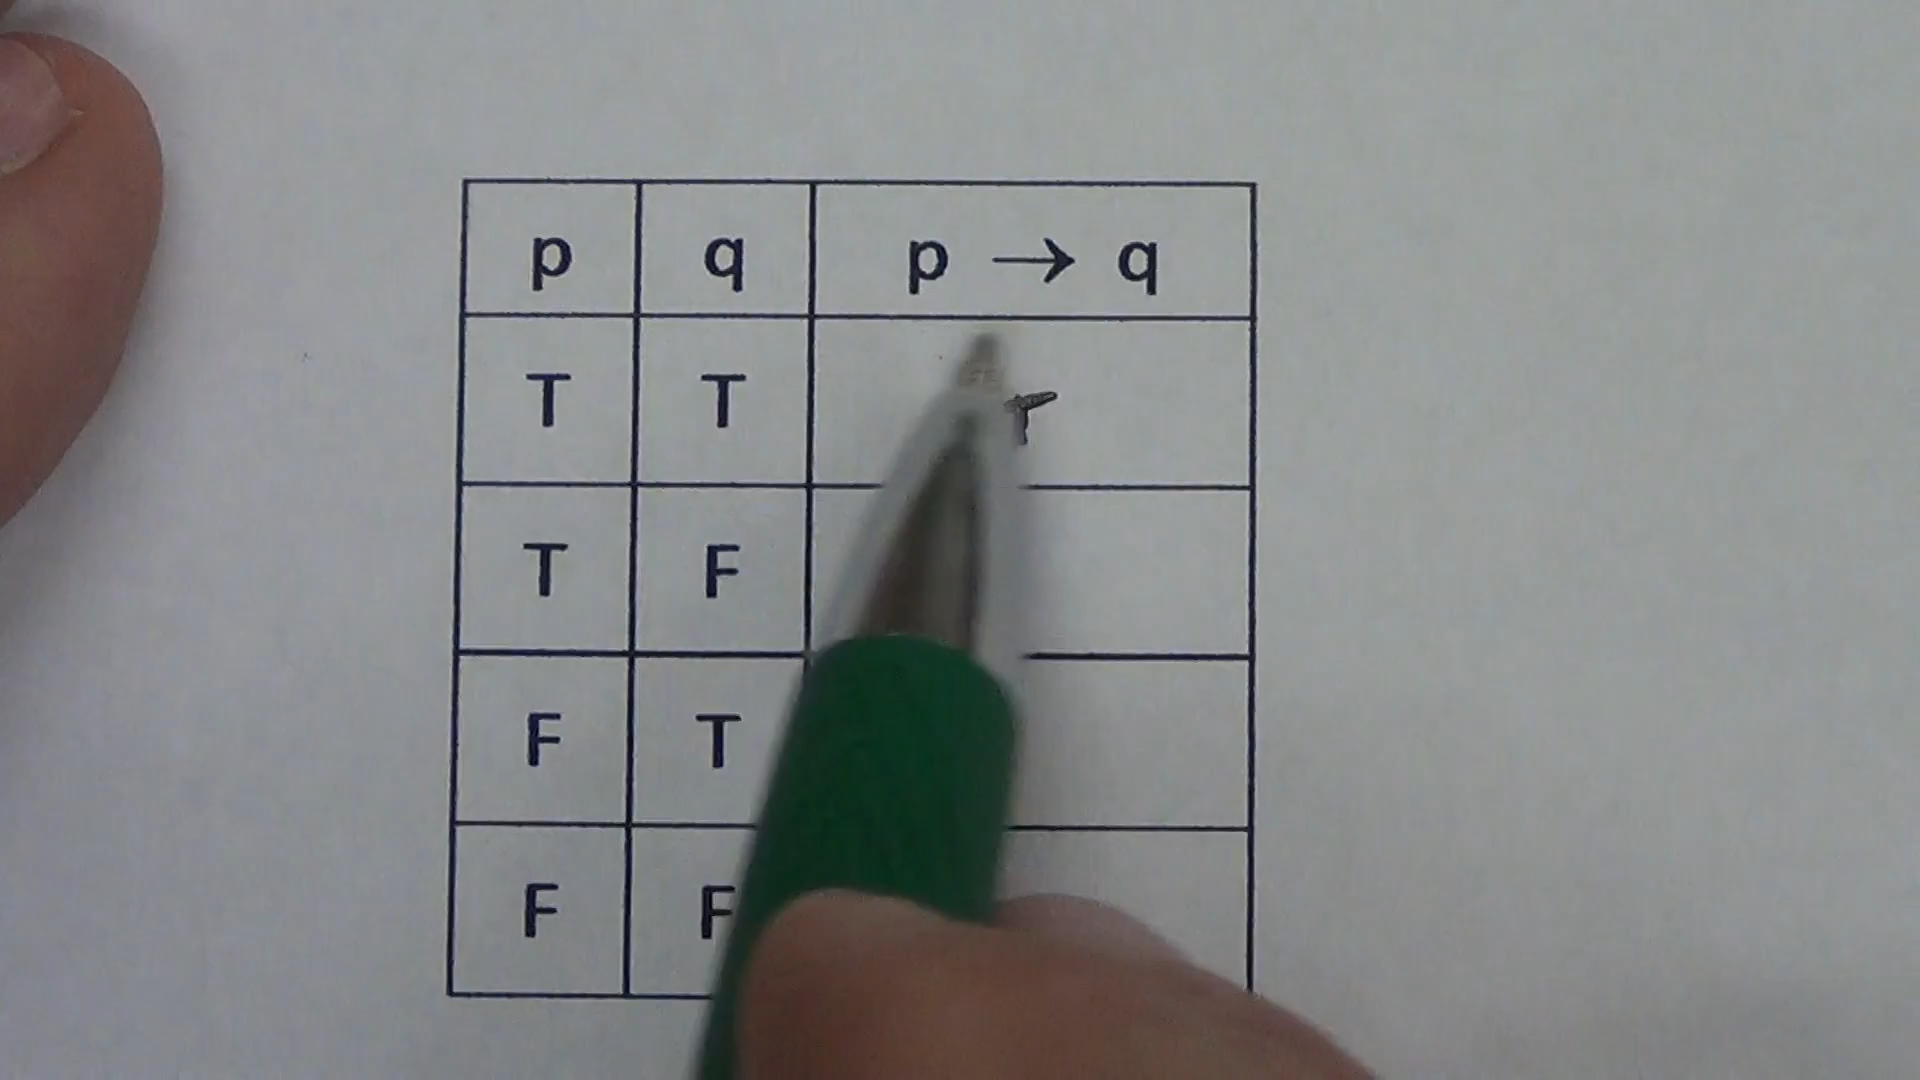 p q p → q
T T T
T F
F T
F F